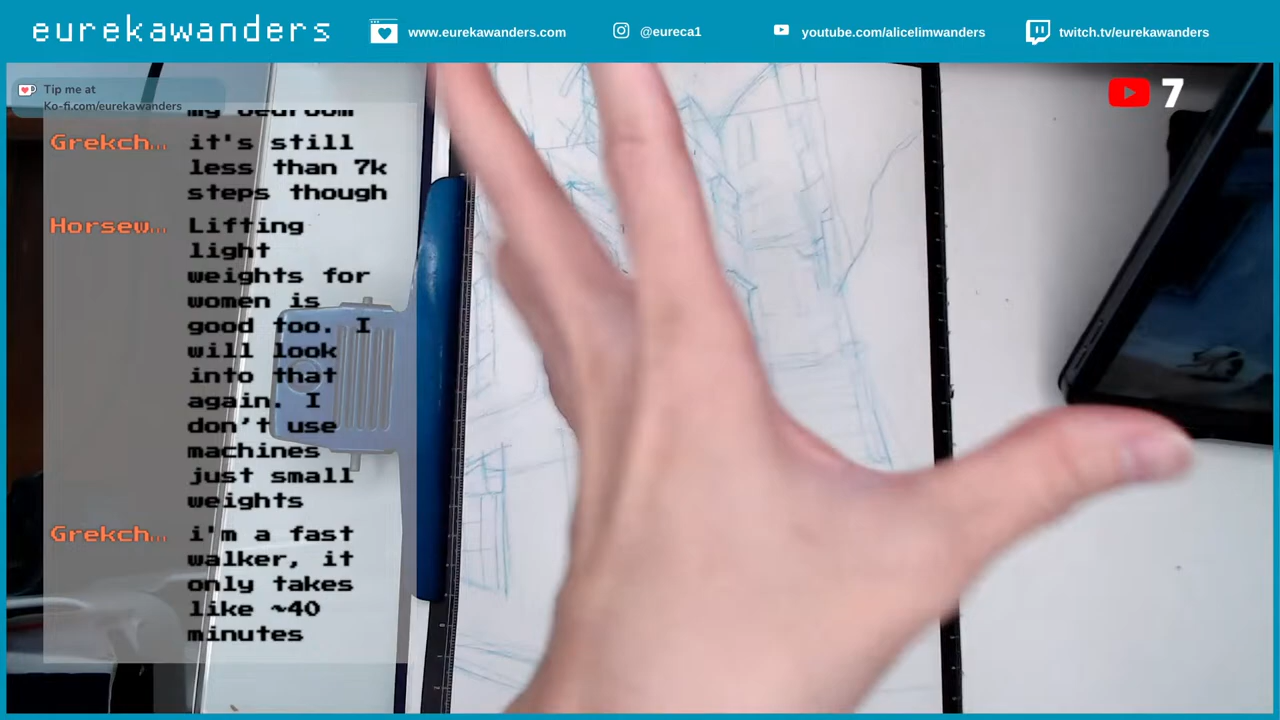 eurekawanders
www.eurekawanders.com
@eureca1
youtube.com/alicelimwanders
twitch.tv/eurekawanders
Tip me at
Ko-fi.com/eurekawanders
7
my bedroom
Grekch... it's still
less than 7k
steps though
Horsew... Lifting
light
weights for
women is
good too. I
will look
into that
again. I
don't use
machines
just small
weights
Grekch... i'm a fast
walker, it
only takes
like ~40
minutes